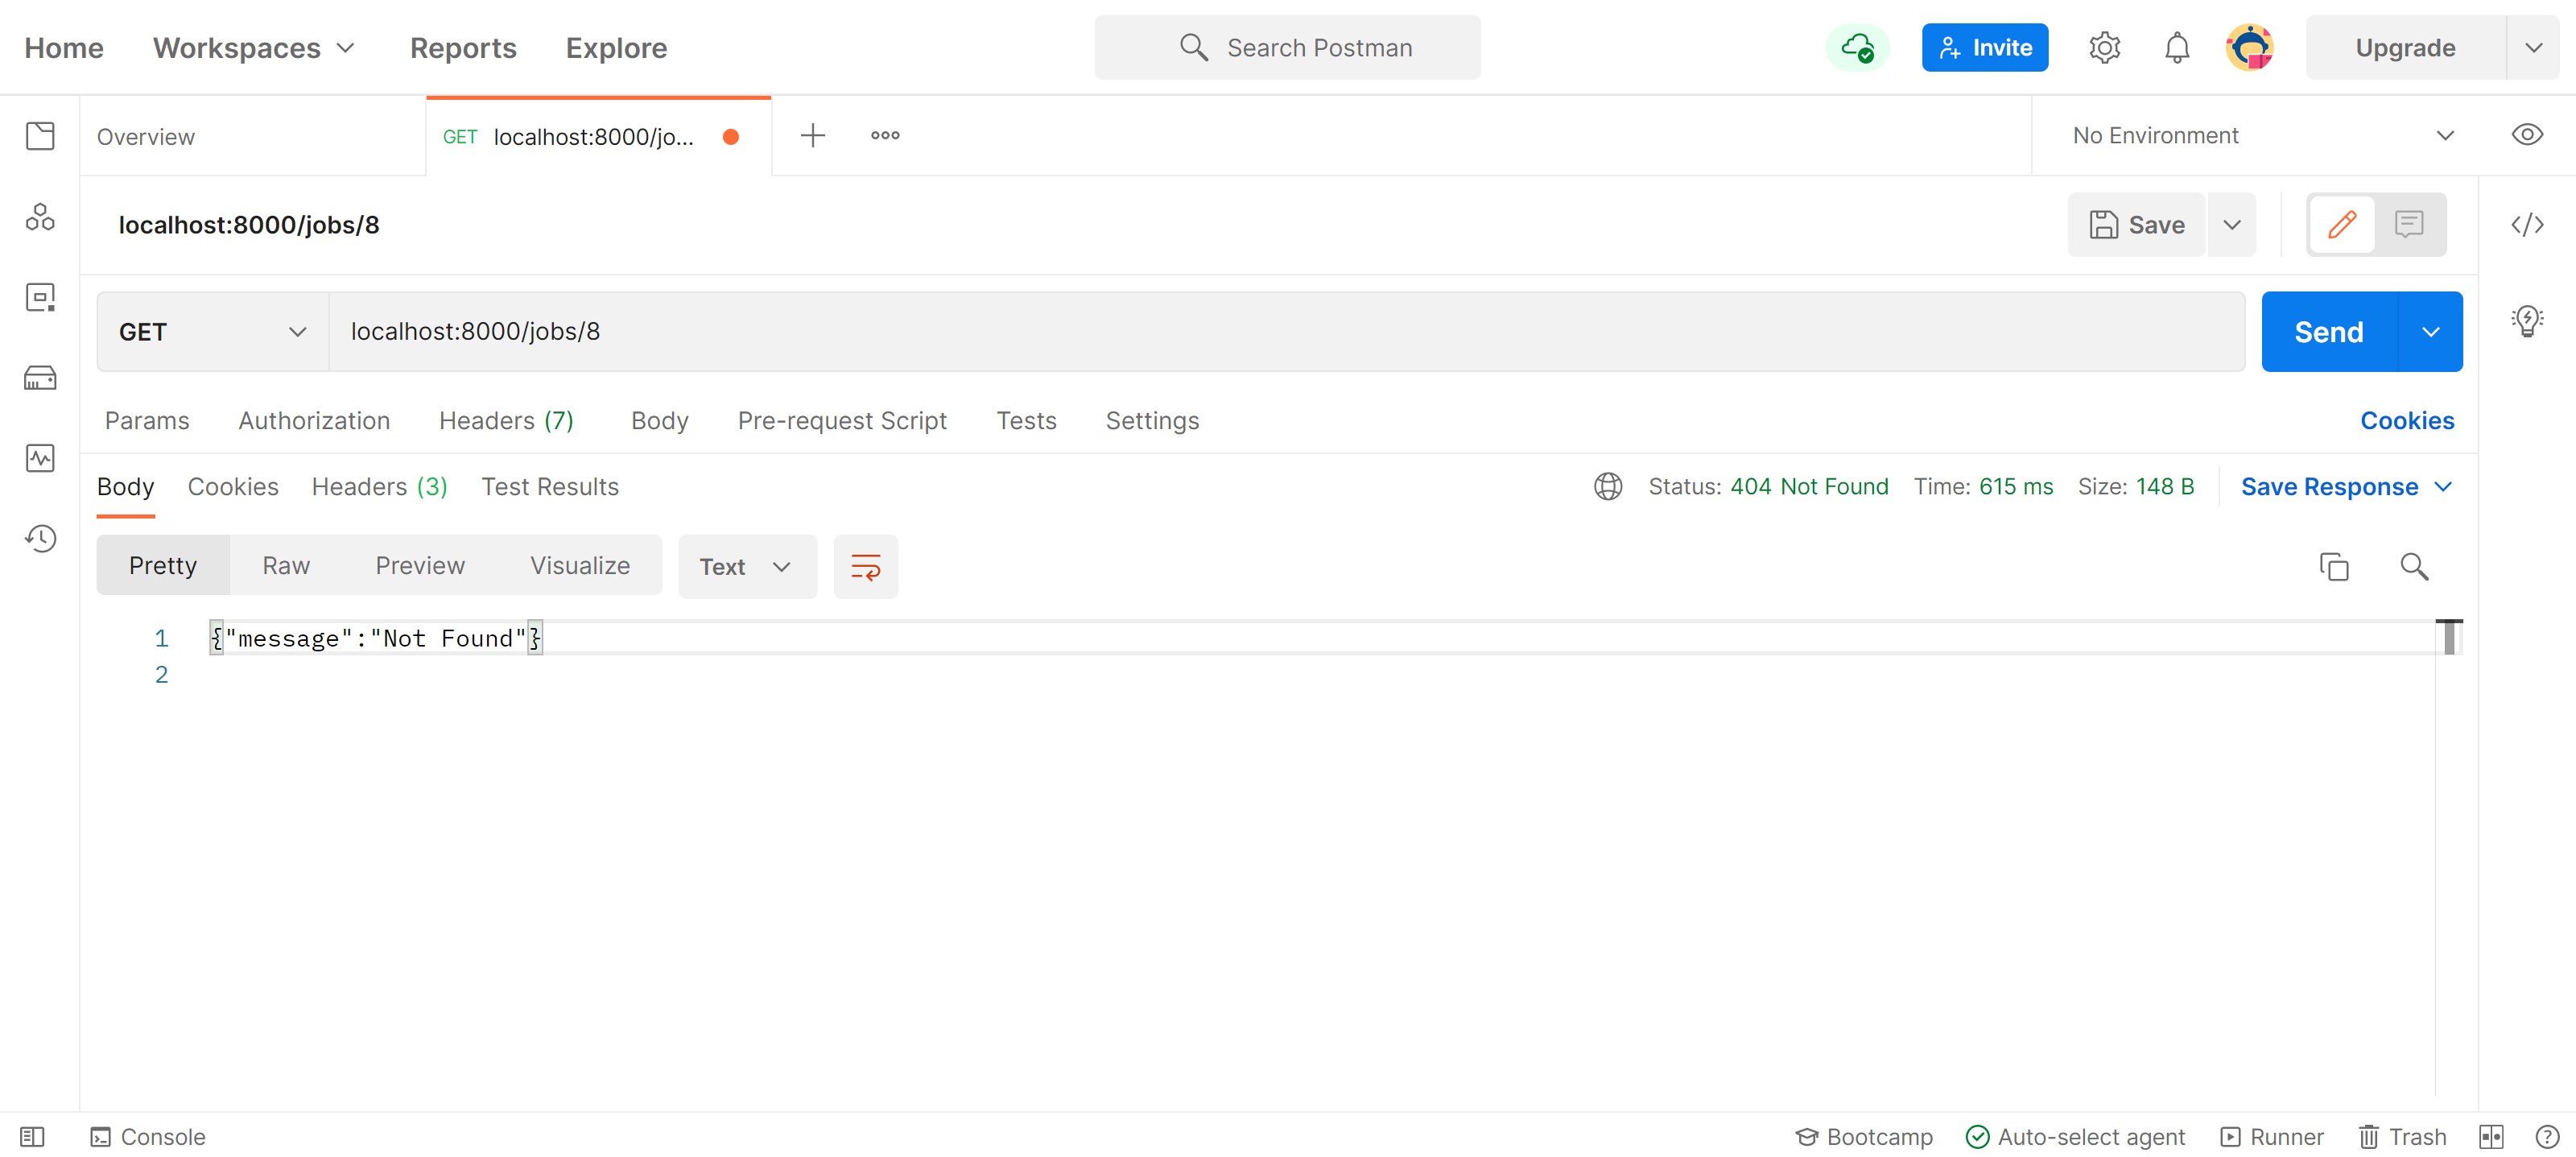 Home Workspaces Reports Explore Search Postman Invite Upgrade
Overview GET localhost:8000/jo... No Environment
localhost:8000/jobs/8 Save
GET localhost:8000/jobs/8 Send
Params Authorization Headers (7) Body Pre-request Script Tests Settings Cookies
Body Cookies Headers (3) Test Results Status: 404 Not Found Time: 615 ms Size: 148 B Save Response
Pretty Raw Preview Visualize Text
1 {"message":"Not Found"}
2
Console Bootcamp Auto-select agent Runner Trash